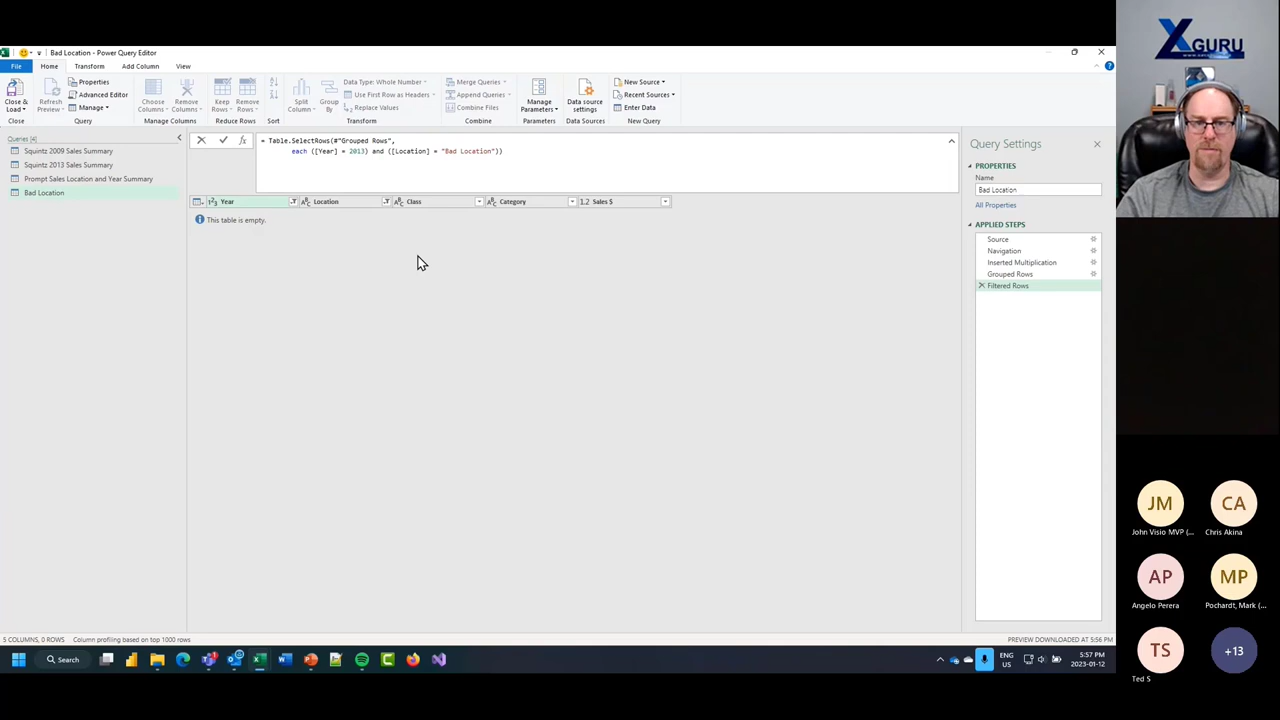 Bad Location - Power Query Editor
File Home Transform Add Column View
Close & Load
Close
Refresh Preview
Properties
Advanced Editor
Manage
Query
Choose Columns
Remove Columns
Manage Columns
Keep Rows
Remove Rows
Reduce Rows
Sort
Split Column
Group By
Data Type: Whole Number
Use First Row as Headers
Replace Values
Transform
Merge Queries
Append Queries
Combine Files
Combine
Manage Parameters
Parameters
Data source settings
Data Sources
New Source
Recent Sources
Enter Data
New Query
Queries [4]
Squintz 2009 Sales Summary
Squintz 2013 Sales Summary
Prompt Sales Location and Year Summary
Bad Location
fx
= Table.SelectRows(#"Grouped Rows",
each ([Year] = 2013) and ([Location] = "Bad Location"))
1²3 Year
ABC Location
ABC Class
ABC Category
1.2 Sales $
This table is empty.
Query Settings
PROPERTIES
Name
Bad Location
All Properties
APPLIED STEPS
Source
Navigation
Inserted Multiplication
Grouped Rows
Filtered Rows
5 COLUMNS, 0 ROWS Column profiling based on top 1000 rows
PREVIEW DOWNLOADED AT 5:56 PM
Search
ENG
US
5:57 PM
2023-01-12
XGURU
JM
John Visio MVP (...
CA
Chris Akina
AP
Angelo Perera
MP
Pochardt, Mark (...
TS
Ted S
+13